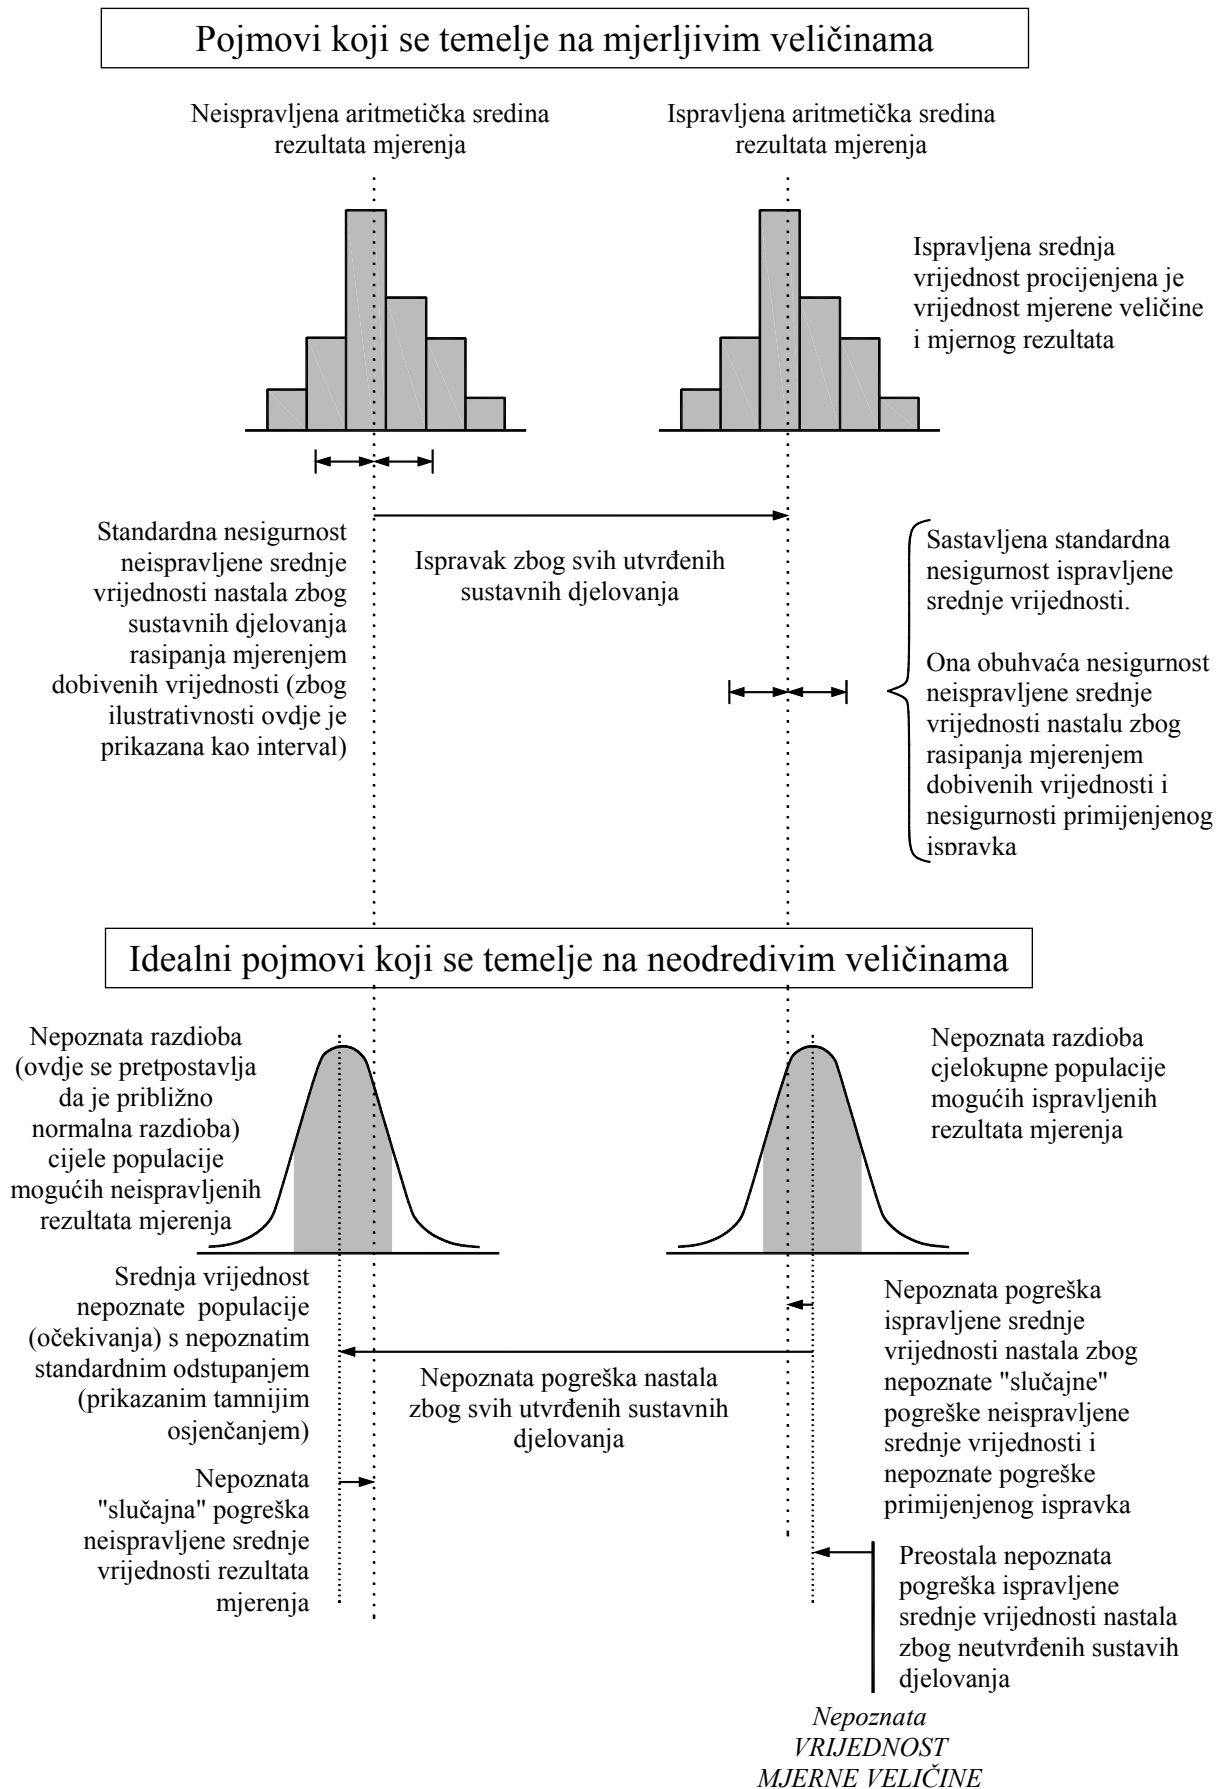 Pojmovi koji se temelje na mjerljivim veličinama
Neispravljena aritmetička sredina
rezultata mjerenja
Ispravljena aritmetička sredina
rezultata mjerenja
Ispravljena srednja
vrijednost procijenjena je
vrijednost mjerene veličine
i mjernog rezultata
Standardna nesigurnost
neispravljene srednje
vrijednosti nastala zbog
sustavnih djelovanja
rasipanja mjerenjem
dobivenih vrijednosti (zbog
ilustrativnosti ovdje je
prikazana kao interval)
Ispravak zbog svih utvrđenih
sustavnih djelovanja
Sastavljena standardna
nesigurnost ispravljene
srednje vrijednosti.
Ona obuhvaća nesigurnost
neispravljene srednje
vrijednosti nastalu zbog
rasipanja mjerenjem
dobivenih vrijednosti i
nesigurnosti primijenjenog
ispravka
Idealni pojmovi koji se temelje na neodredivim veličinama
Nepoznata razdioba
(ovdje se pretpostavlja
da je približno
normalna razdioba)
cijele populacije
mogućih neispravljenih
rezultata mjerenja
Nepoznata razdioba
cjelokupne populacije
mogućih ispravljenih
rezultata mjerenja
Srednja vrijednost
nepoznate populacije
(očekivanja) s nepoznatim
standardnim odstupanjem
(prikazanim tamnijim
osjenčanjem)
Nepoznata pogreška nastala
zbog svih utvrđenih sustavnih
djelovanja
Nepoznata pogreška
ispravljene srednje
vrijednosti nastala zbog
nepoznate "slučajne"
pogreške neispravljene
srednje vrijednosti i
nepoznate pogreške
primijenjenog ispravka
Nepoznata
"slučajna" pogreška
neispravljene srednje
vrijednosti rezultata
mjerenja
Preostala nepoznata
pogreška ispravljene
srednje vrijednosti nastala
zbog neutvrđenih sustavih
djelovanja
Nepoznata
VRIJEDNOST
MJERNE VELIČINE